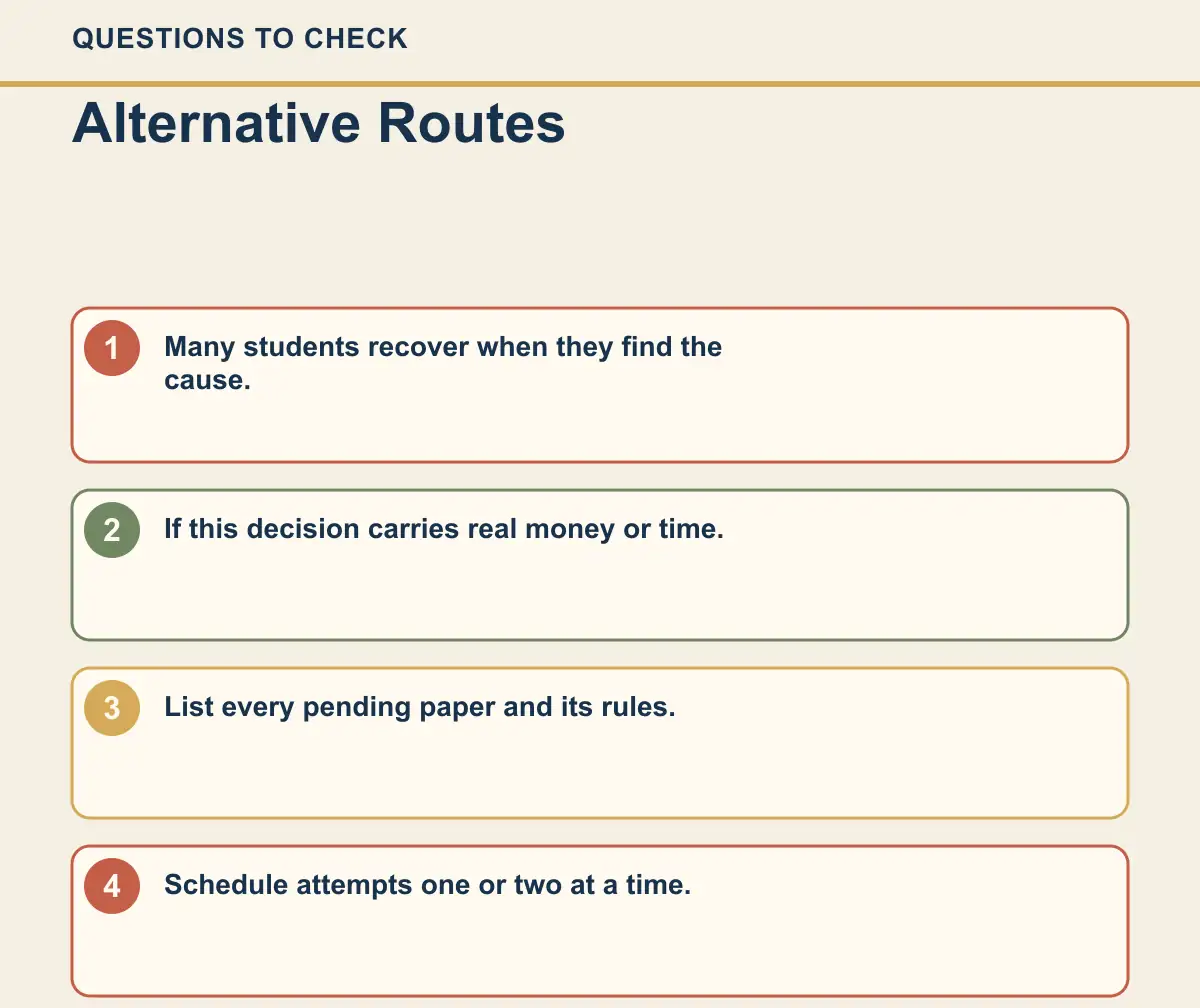 QUESTIONS TO CHECK
Alternative Routes
1
Many students recover when they find the
cause.
2
If this decision carries real money or time.
3
List every pending paper and its rules.
4
Schedule attempts one or two at a time.